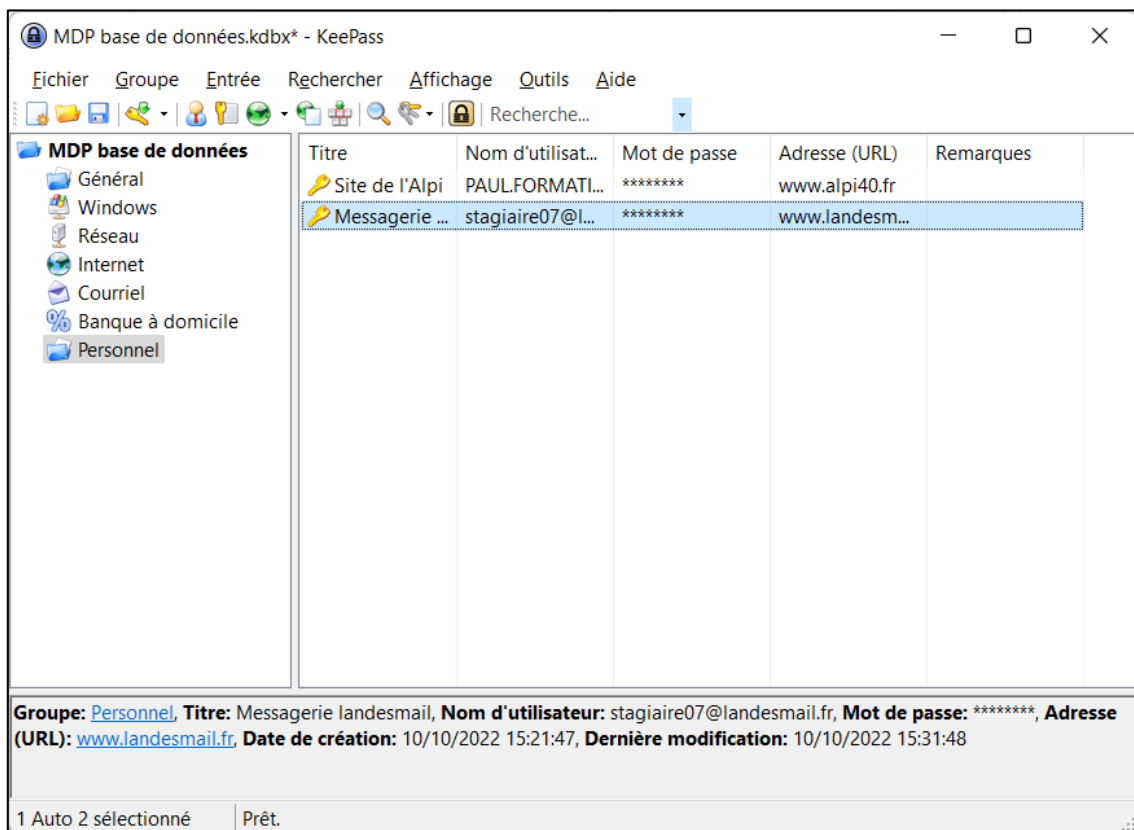 MDP base de données.kdbx* - KeePass
Fichier Groupe Entrée Rechercher Affichage Outils Aide
Recherche...
MDP base de données
Général
Windows
Réseau
Internet
Courriel
Banque à domicile
Personnel
Titre Nom d'utilisat... Mot de passe Adresse (URL) Remarques
Site de l'Alpi PAUL.FORMATI... ******** www.alpi40.fr
Messagerie ... stagiaire07@l... ******** www.landesm...
Groupe: Personnel, Titre: Messagerie landesmail, Nom d'utilisateur: stagiaire07@landesmail.fr, Mot de passe: ********, Adresse
(URL): www.landesmail.fr, Date de création: 10/10/2022 15:21:47, Dernière modification: 10/10/2022 15:31:48
1 Auto 2 sélectionné Prêt.